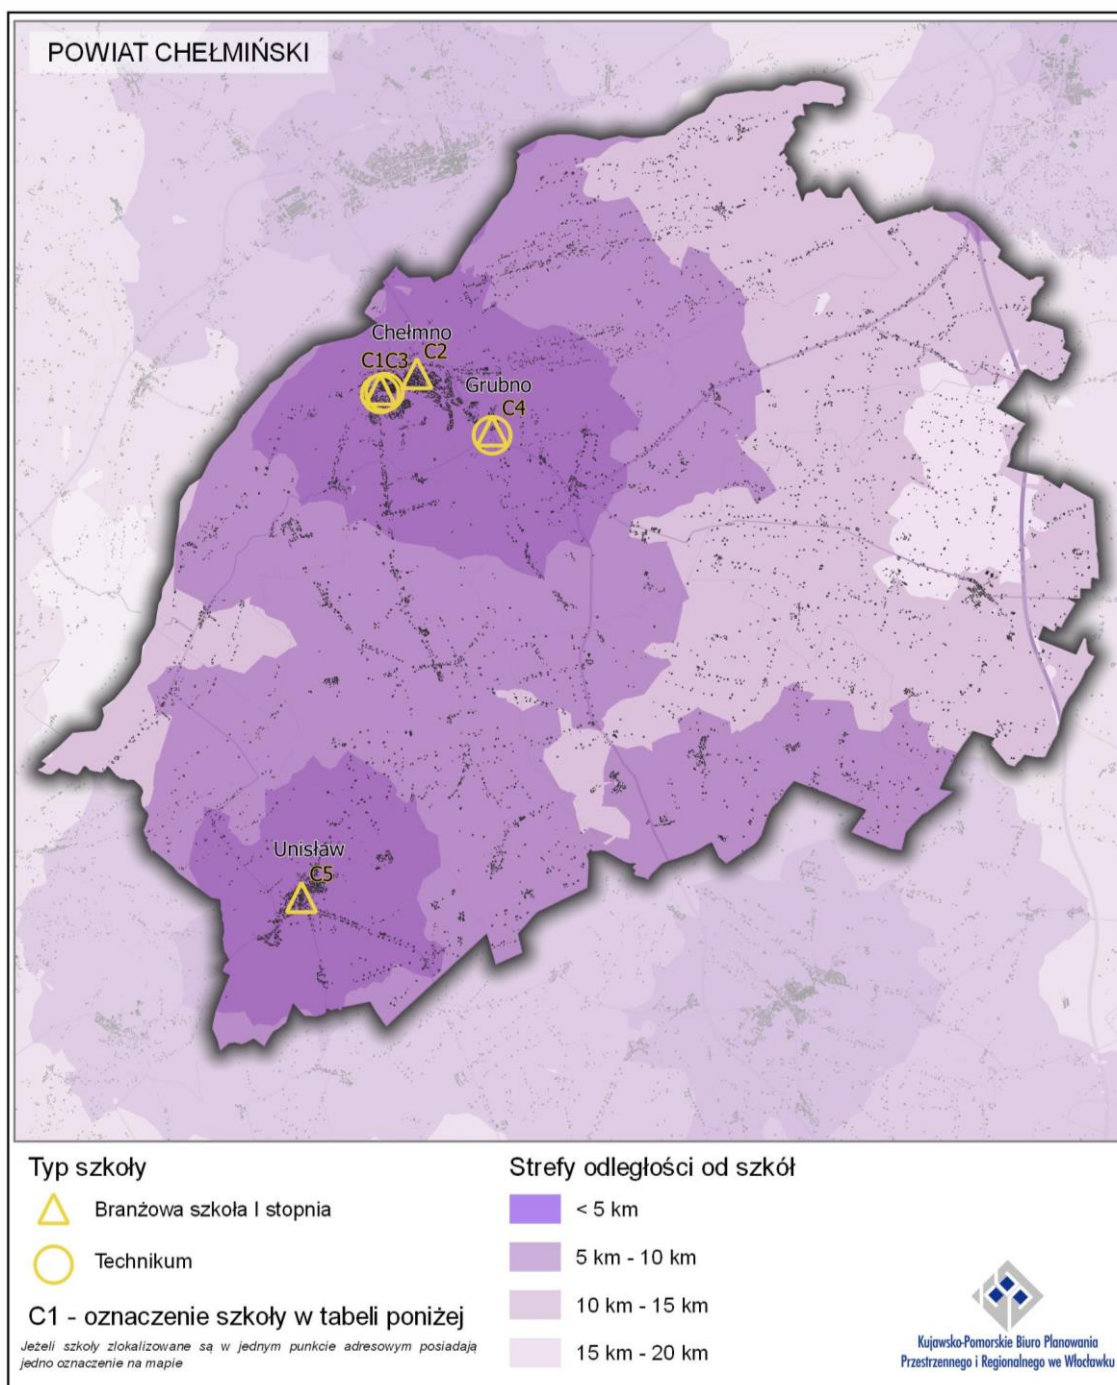 POWIAT CHEŁMIŃSKI
Chełmno
C1C3 C2
Grubno
C4
Unisław
C5
Typ szkoły
Branżowa szkoła I stopnia
Technikum
C1 - oznaczenie szkoły w tabeli poniżej
Jeżeli szkoły zlokalizowane są w jednym punkcie adresowym posiadają
jedno oznaczenie na mapie
Strefy odległości od szkół
< 5 km
5 km - 10 km
10 km - 15 km
15 km - 20 km
Kujawsko-Pomorskie Biuro Planowania
Przestrzennego i Regionalnego we Włocławku